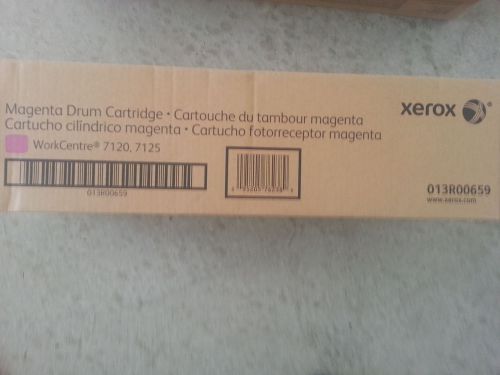 Magenta Drum Cartridge • Cartouche du tambour magenta
Cartucho cilíndrico magenta • Cartucho fotorreceptor magenta
WorkCentre® 7120, 7125
013R00659
xerox
013R00659
www.xerox.com